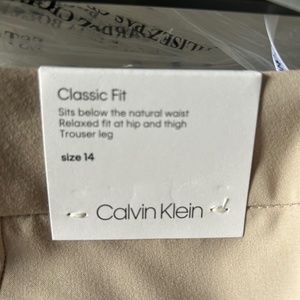 Classic Fit
Sits below the natural waist
Relaxed fit at hip and thigh
Trouser leg
size 14
Calvin Klein